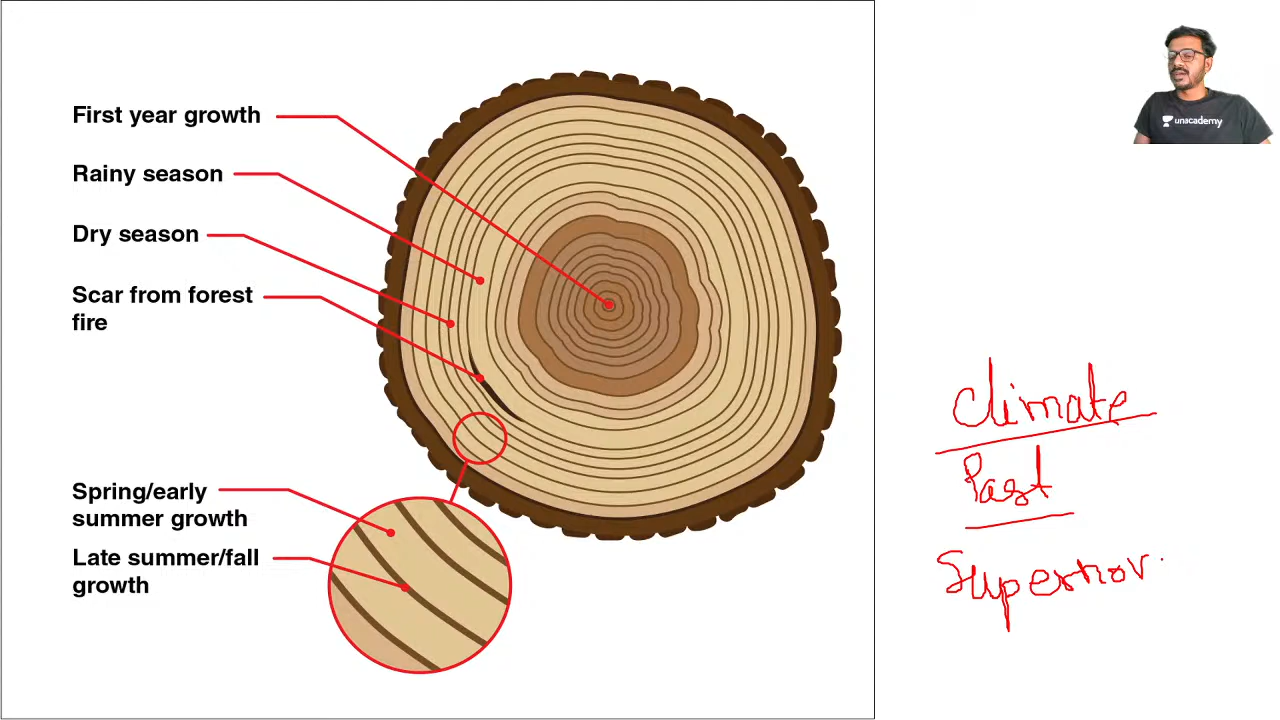 First year growth
Rainy season
Dry season
Scar from forest
fire
Spring/early
summer growth
Late summer/fall
growth
unacademy
Climate
Past
Supernov